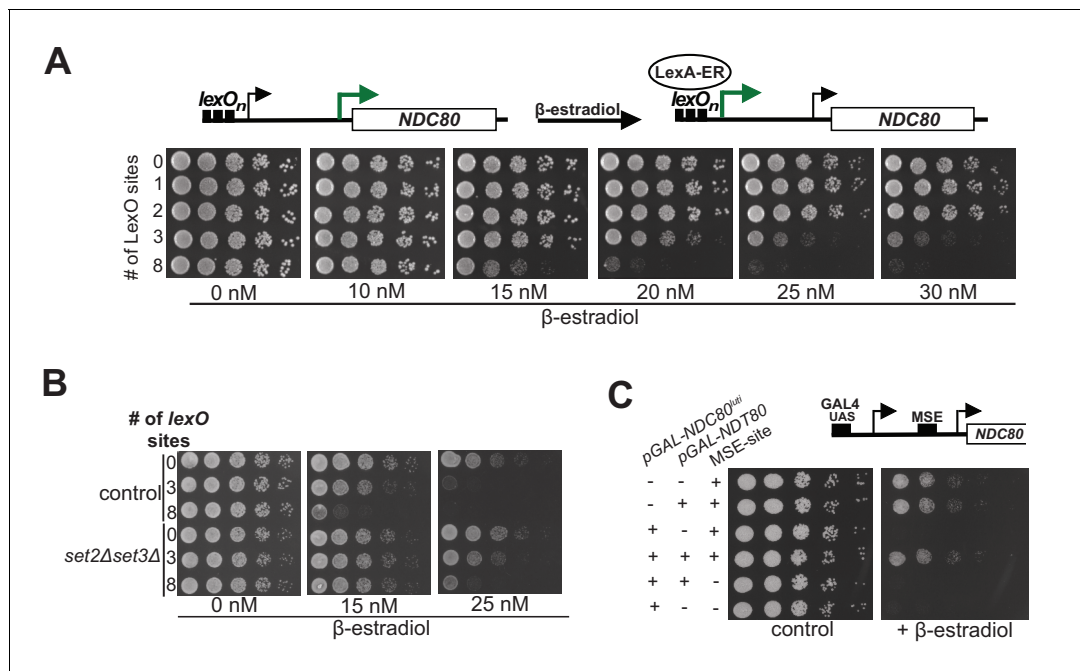 A
LexA-ER
lexOn
lexOn
β-estradiol
NDC80
NDC80
# of LexO sites
0
1
2
3
8
0 nM
10 nM
15 nM
20 nM
25 nM
30 nM
β-estradiol
B
# of lexO
sites
control
0
3
8
set2Δset3Δ
0
3
8
0 nM
15 nM
25 nM
β-estradiol
C
pGAL-NDC80luti
pGAL-NDT80
MSE-site
GAL4
UAS
MSE
NDC80
- - +
- + +
+ - +
+ + +
+ + -
+ - -
control
+ β-estradiol